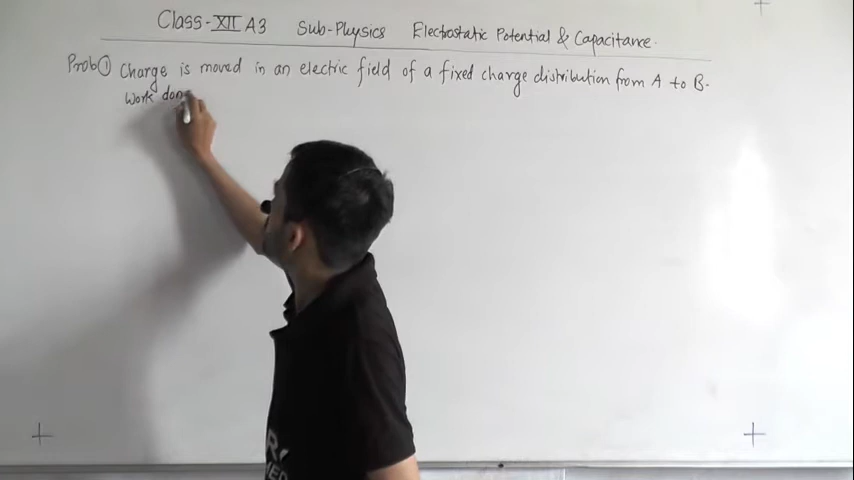 Class-XII A3 Sub-Physics Electrostatic Potential & Capacitance.
Prob① Charge is moved in an electric field of a fixed charge distribution from A to B.
Work don